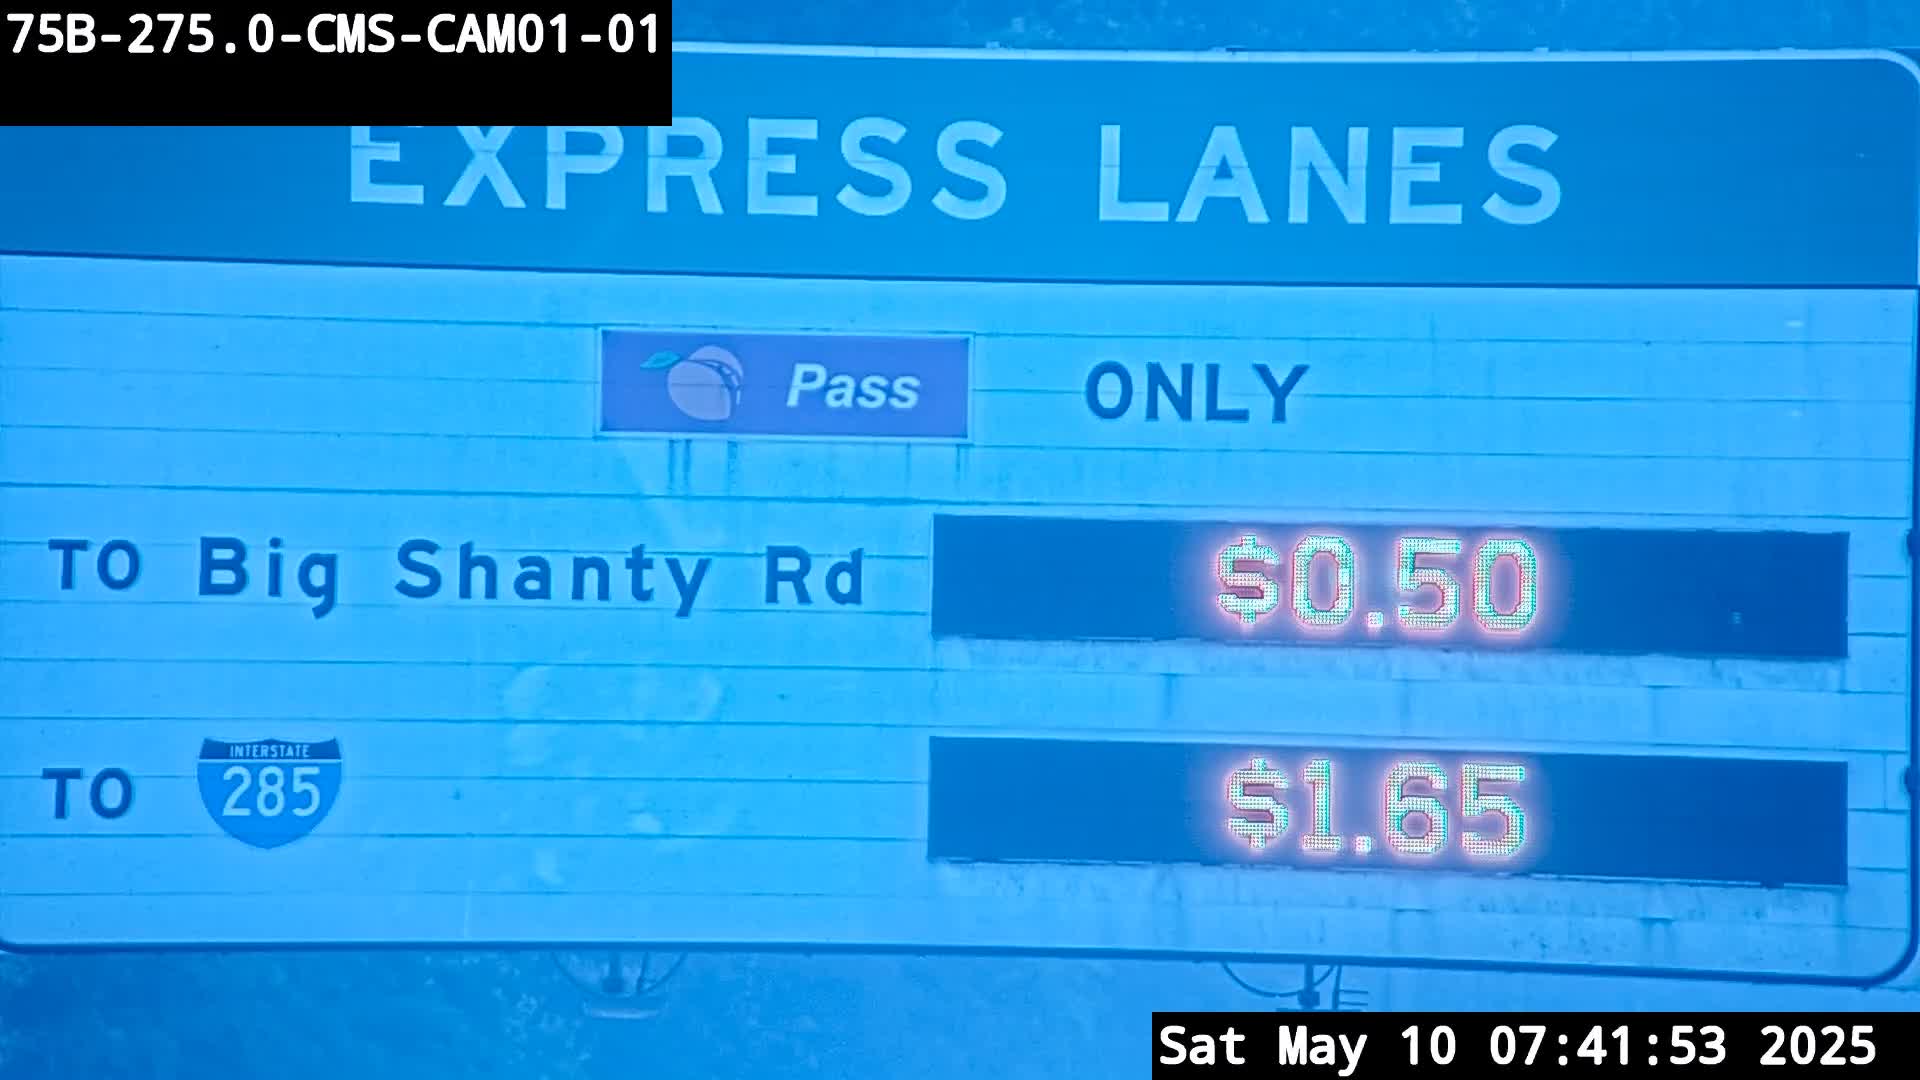 75B-275.0-CMS-CAM01-01
EXPRESS LANES
Pass ONLY
TO Big Shanty Rd $0.50
INTERSTATE
TO 285 $1.65
Sat May 10 07:41:53 2025